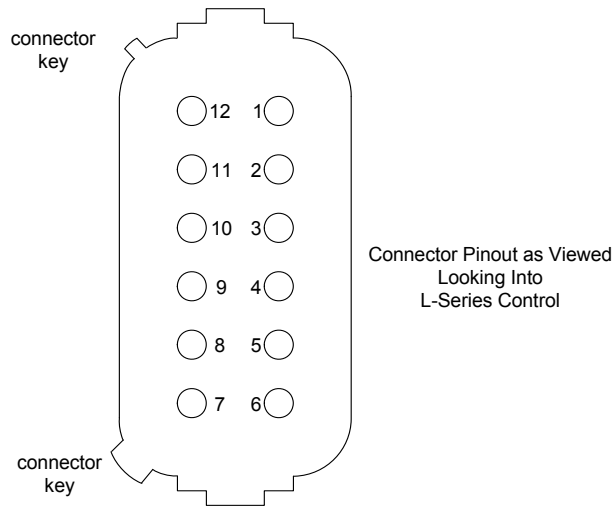 connector
key
12 1
11 2
10 3
9 4
8 5
7 6
Connector Pinout as Viewed
Looking Into
L-Series Control
connector
key